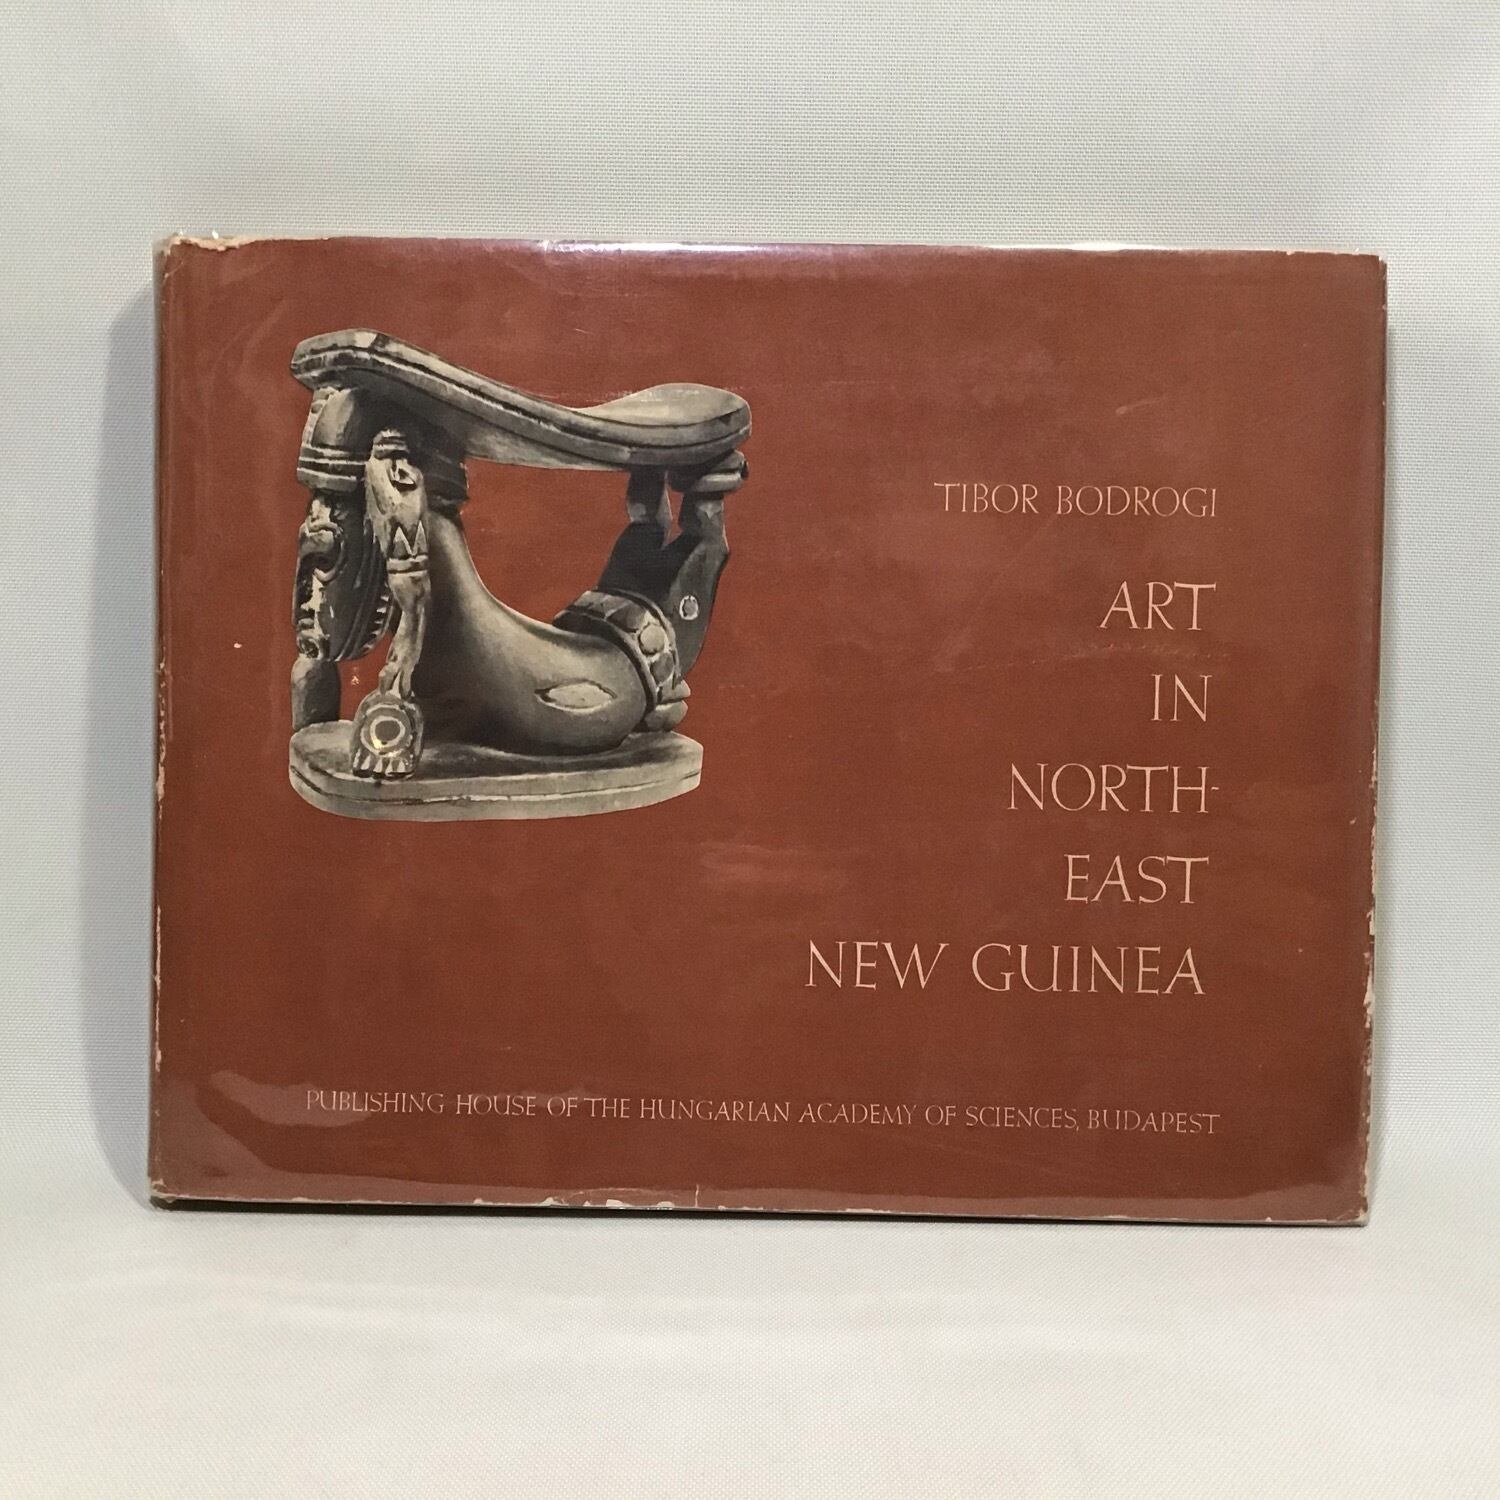 TIBOR BODROGI
ART
IN
NORTH-
EAST
NEW GUINEA
PUBLISHING HOUSE OF THE HUNGARIAN ACADEMY OF SCIENCES, BUDAPEST